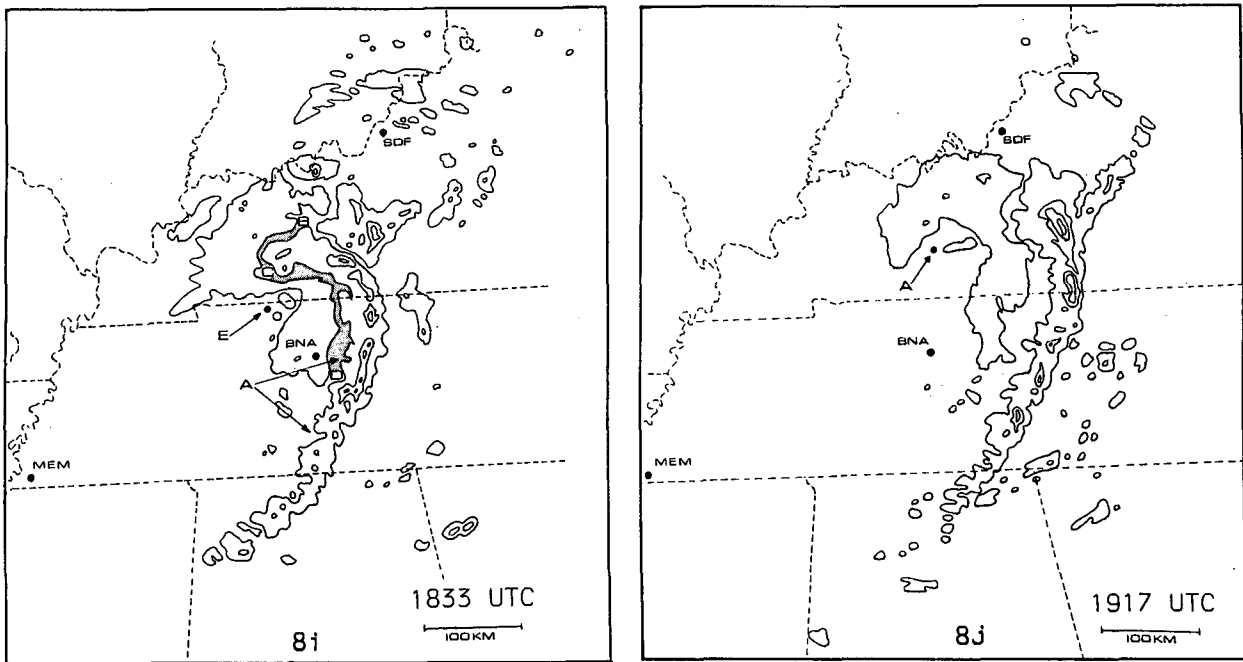 SDF
B
E
BNA
A
MEM
1833 UTC
100KM
8i
SDF
A
BNA
MEM
1917 UTC
100KM
8j